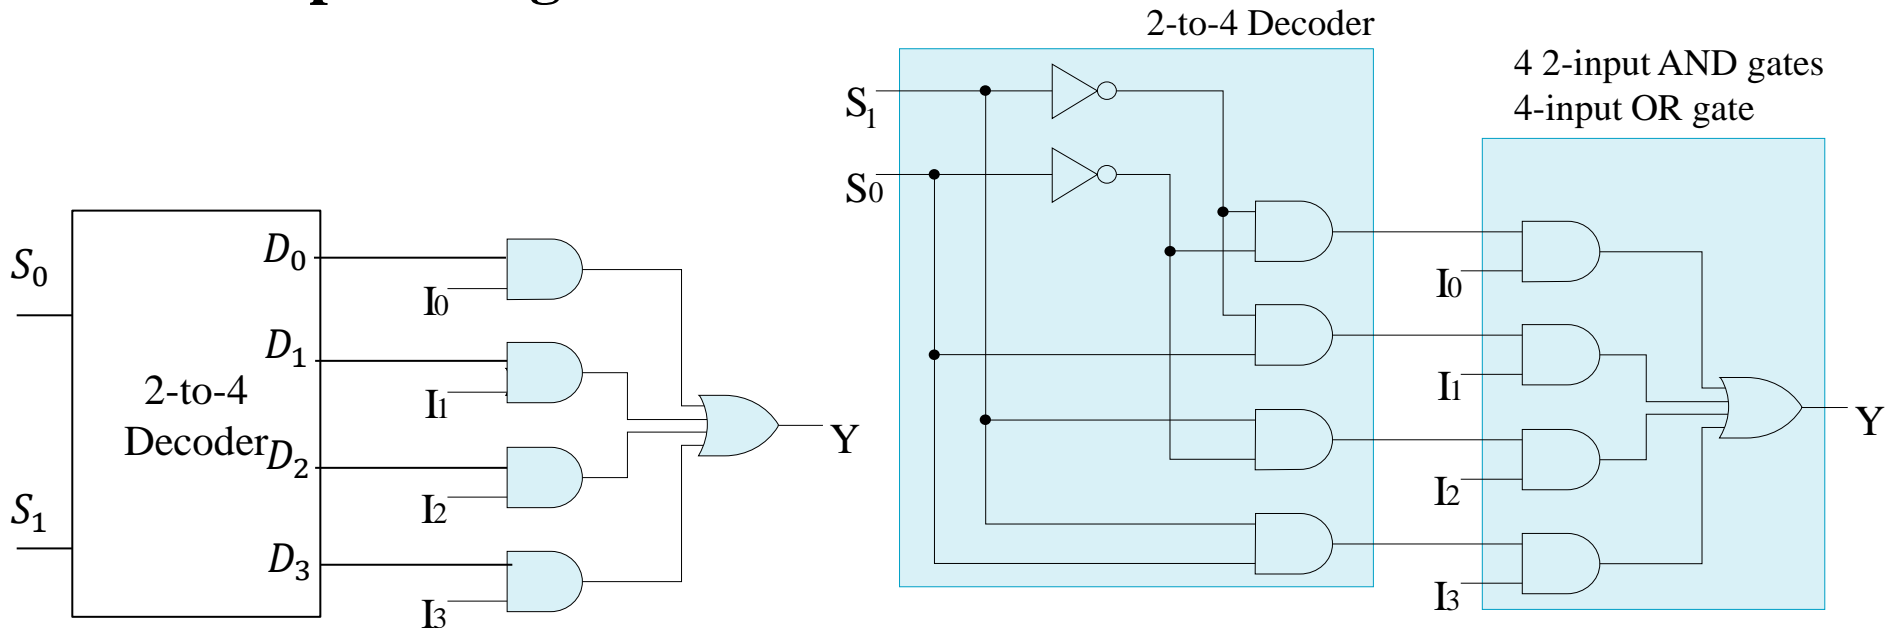 2-to-4 Decoder
4 2-input AND gates
4-input OR gate
S1
S0
I0
I1
I2
I3
Y
S0
S1
2-to-4
Decoder
D0
D1
D2
D3
I0
I1
I2
I3
Y